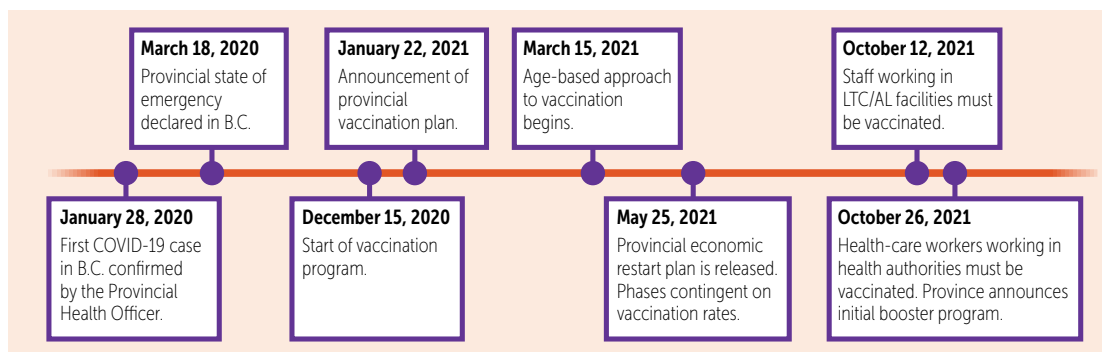 March 18, 2020
Provincial state of
emergency
declared in B.C.
January 22, 2021
Announcement of
provincial
vaccination plan.
March 15, 2021
Age-based approach
to vaccination
begins.
October 12, 2021
Staff working in
LTC/AL facilities must
be vaccinated.
January 28, 2020
First COVID-19 case
in B.C. confirmed
by the Provincial
Health Officer.
December 15, 2020
Start of vaccination
program.
May 25, 2021
Provincial economic
restart plan is released.
Phases contingent on
vaccination rates.
October 26, 2021
Health-care workers working in
health authorities must be
vaccinated. Province announces
initial booster program.